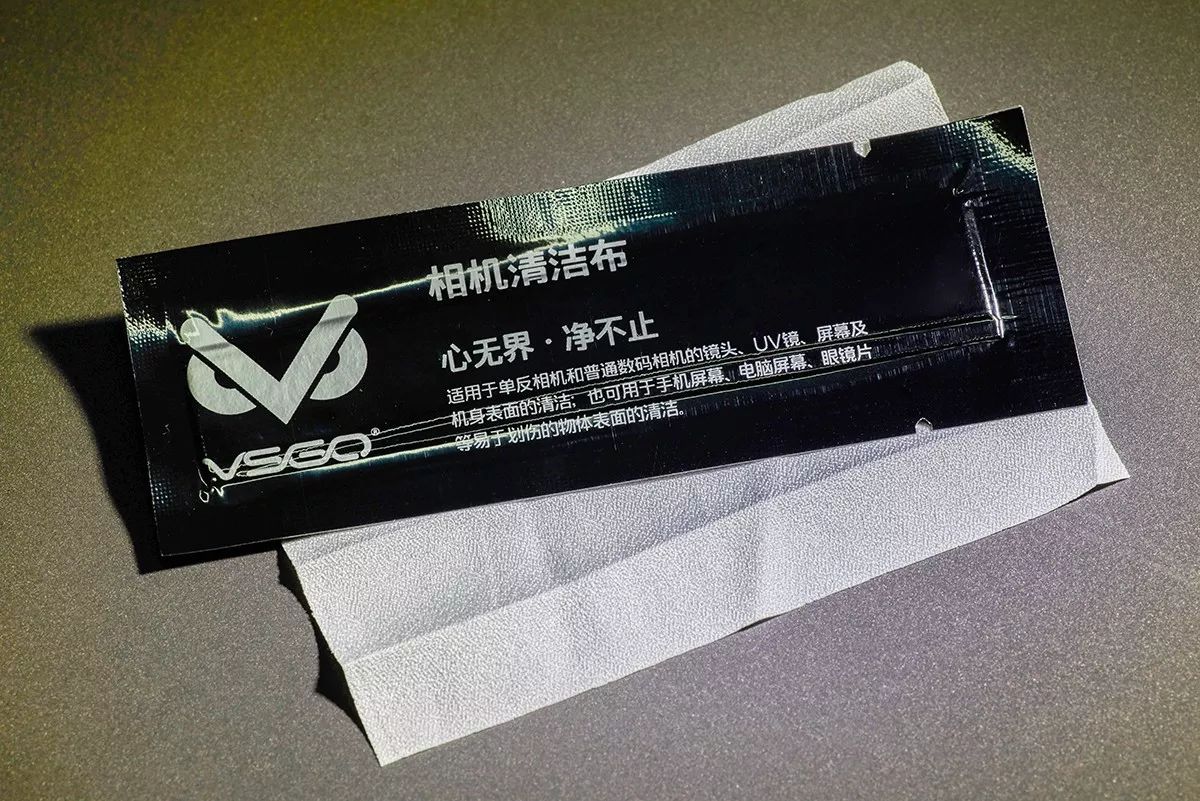 相机清洁布
心无界·净不止
适用于单反相机和普通数码相机的镜头、UV镜、屏幕及
机身表面的清洁；也可用于手机屏幕、电脑屏幕、眼镜片
等易于划伤的物体表面的清洁。
VSGO®